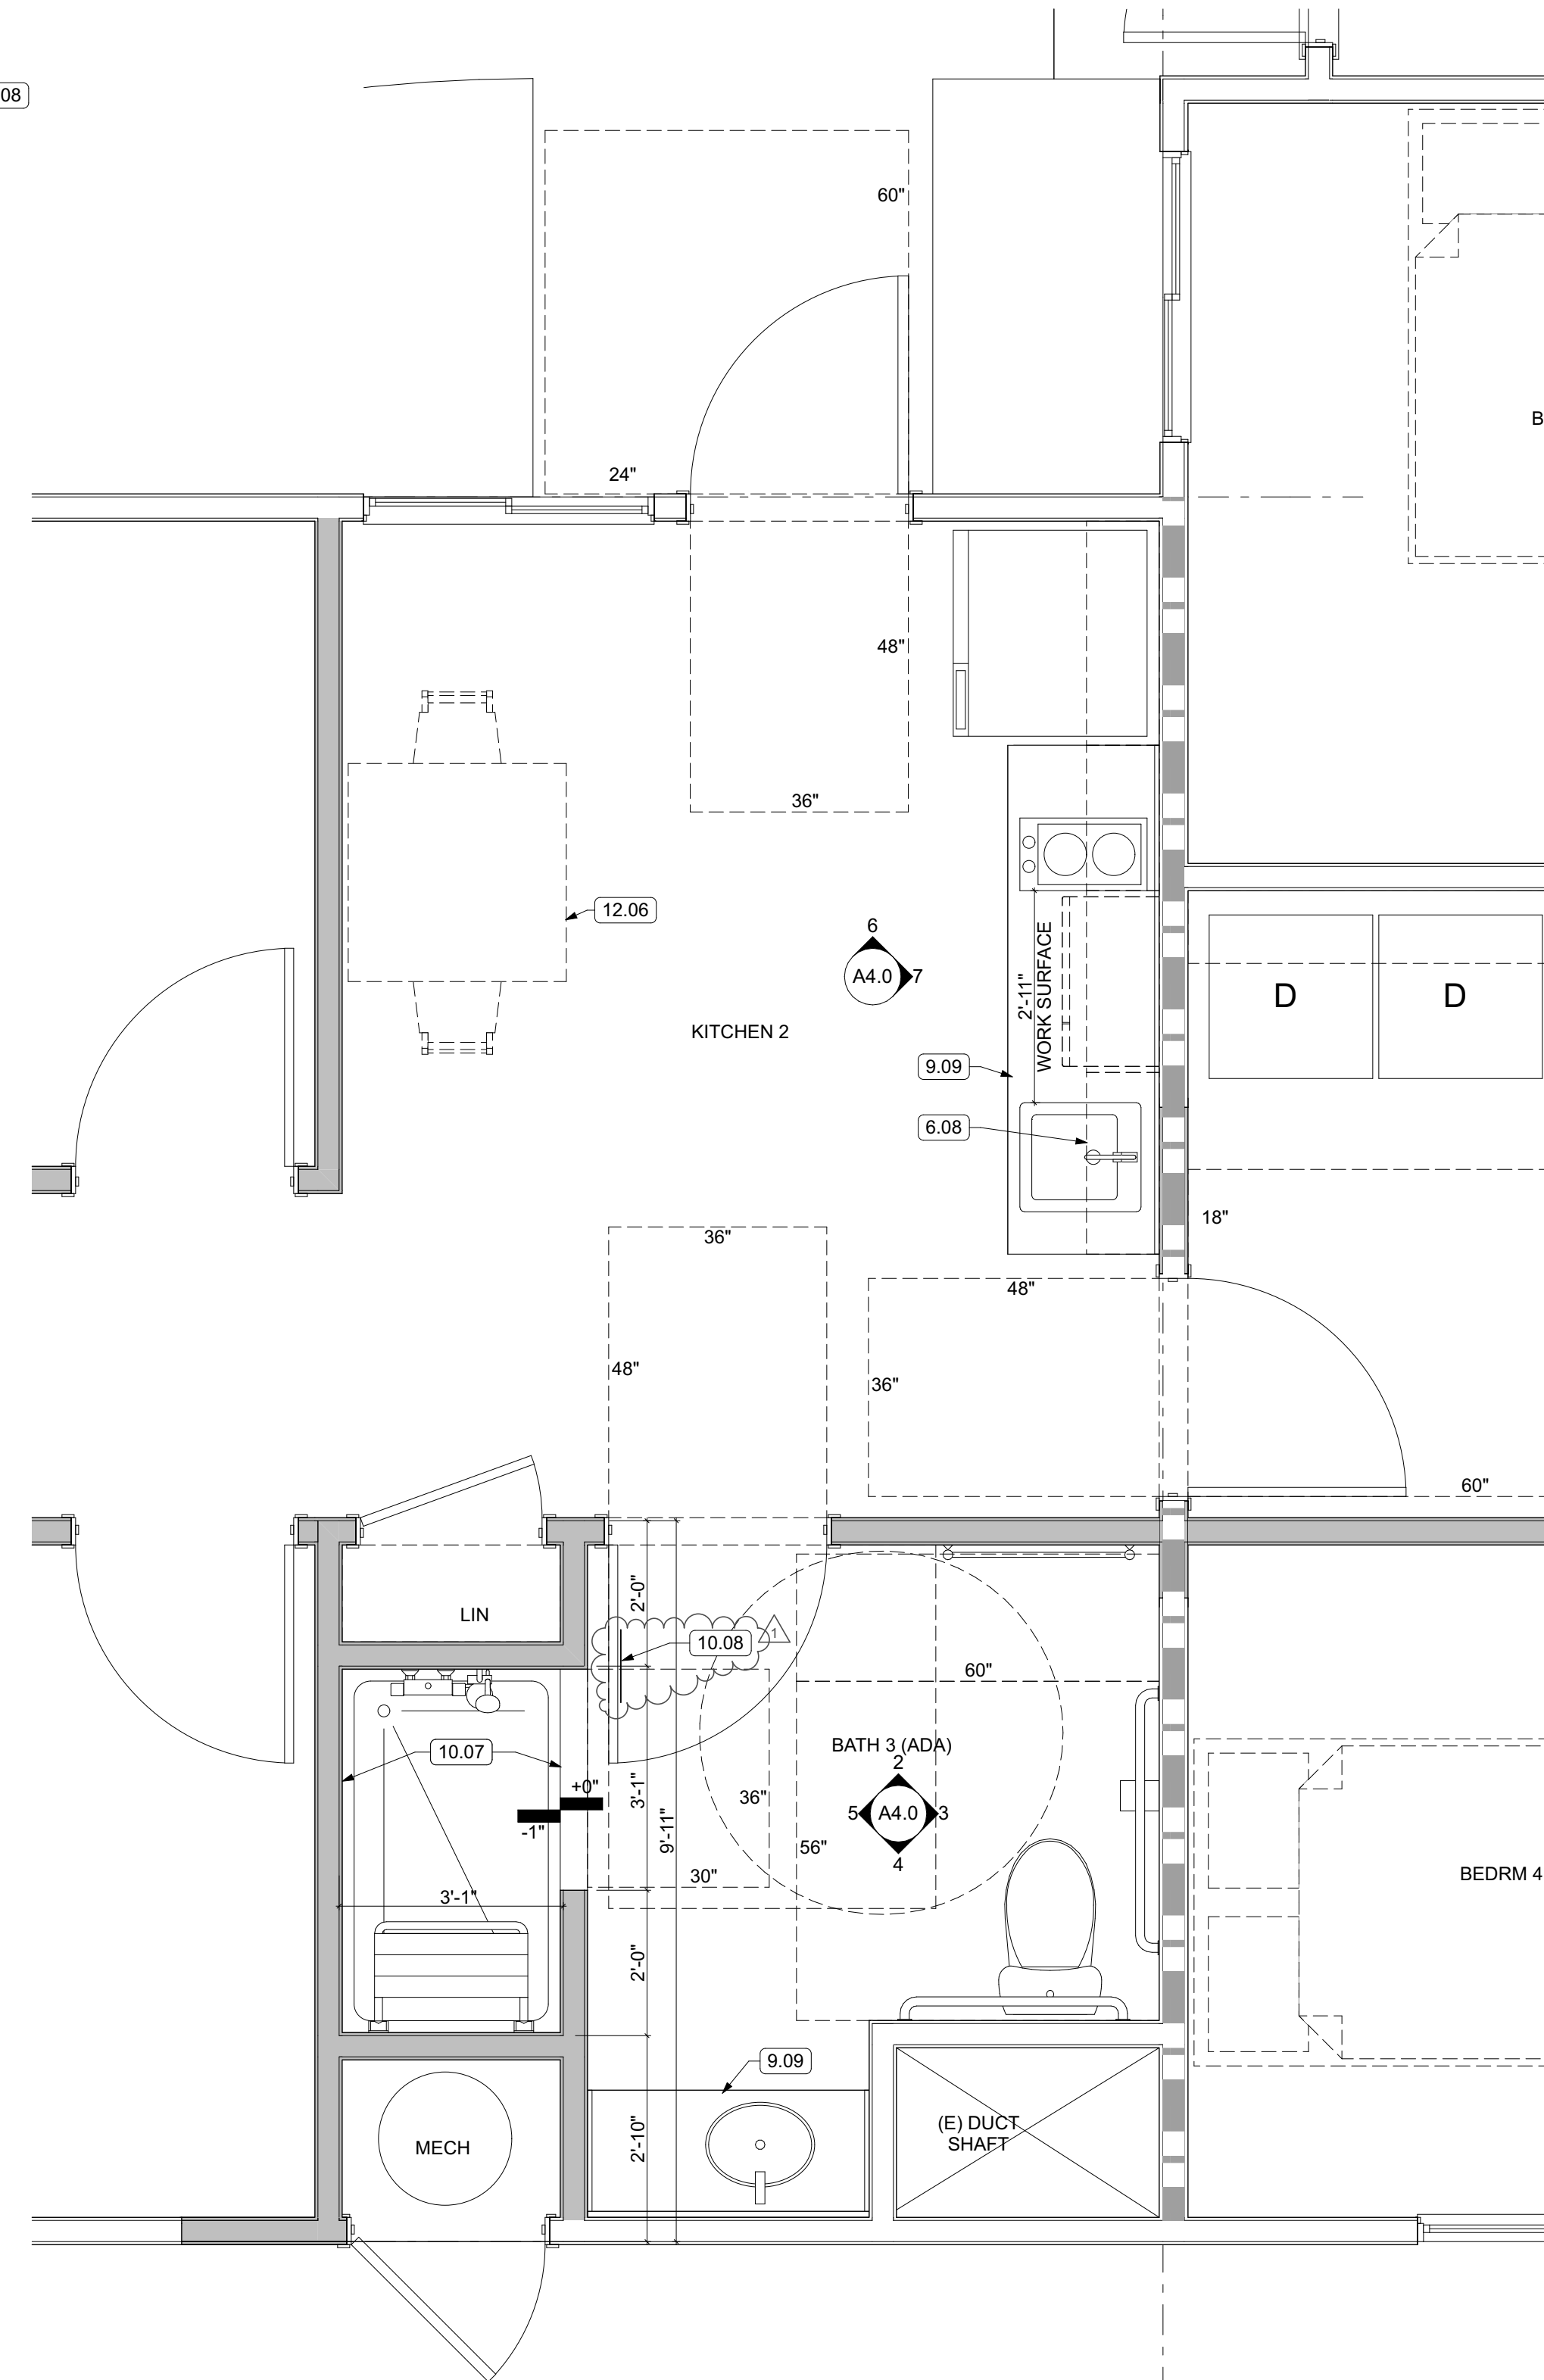 08
60"
B
24"
48"
36"
12.06
6
A4.0
7
2'-11"
WORK SURFACE
D
D
KITCHEN 2
9.09
6.08
18"
36"
48"
48"
36"
60"
2'-0"
LIN
10.08
1
60"
BATH 3 (ADA)
10.07
2
+0"
3'-1"
36"
5
A4.0
3
9'-11"
-1"
56"
4
30"
BEDRM 4
3'-1"
2'-0"
9.09
2'-10"
(E) DUCT
SHAFT
MECH